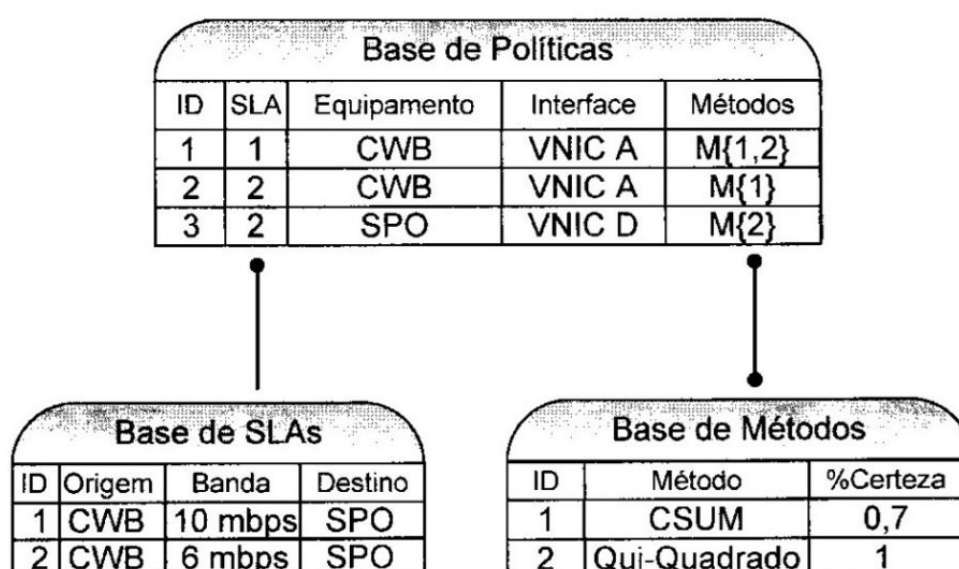 Base de Políticas
ID SLA Equipamento Interface Métodos
1 1 CWB VNIC A M{1,2}
2 2 CWB VNIC A M{1}
3 2 SPO VNIC D M{2}
Base de SLAs
ID Origem Banda Destino
1 CWB 10 mbps SPO
2 CWB 6 mbps SPO
Base de Métodos
ID Método %Certeza
1 CSUM 0,7
2 Qui-Quadrado 1